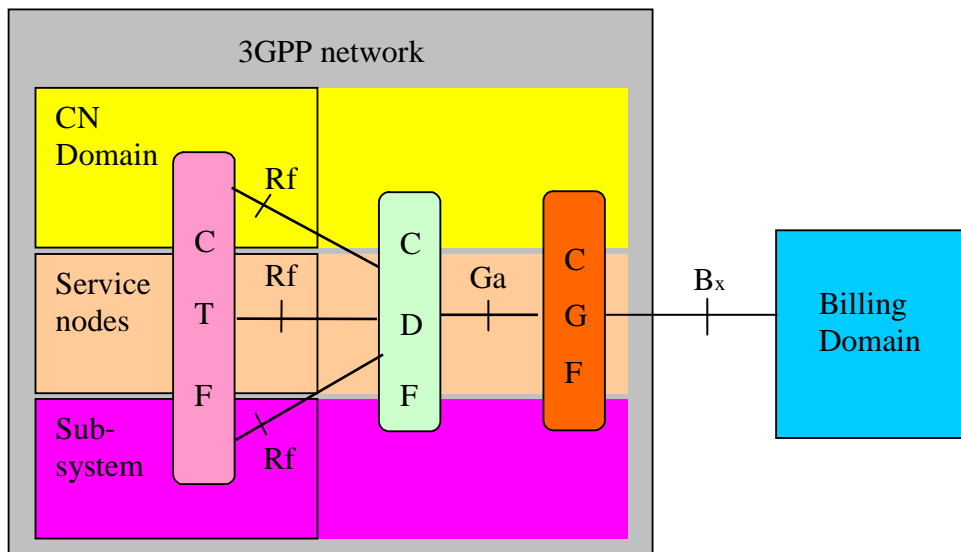 3GPP network
CN
Domain
Rf
C
T
F
Service
nodes
Rf
Sub-
system
Rf
C
D
F
Ga
C
G
F
Bx
Billing
Domain